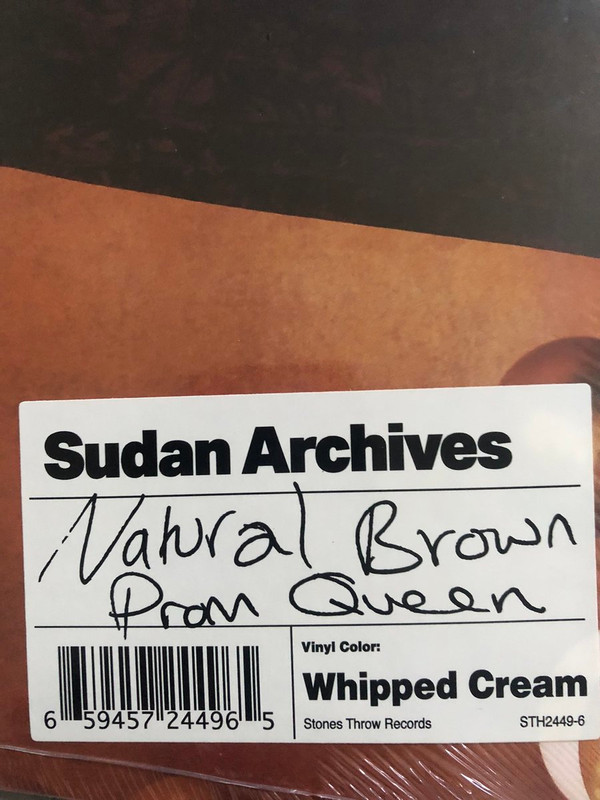 Sudan Archives
Natural Brown
Prom Queen
Vinyl Color:
Whipped Cream
6 59457 24496 5
Stones Throw Records STH2449-6